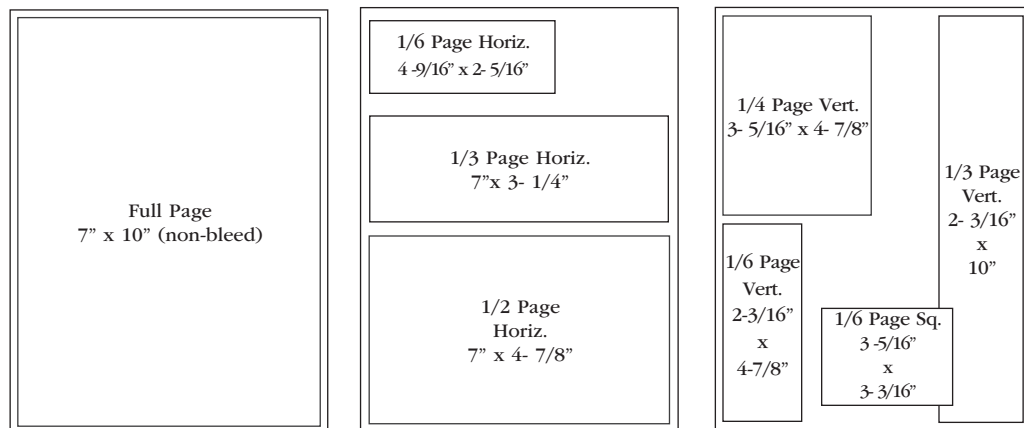 Full Page
7” x 10” (non-bleed)
1/6 Page Horiz.
4 -9/16” x 2- 5/16”
1/3 Page Horiz.
7”x 3- 1/4”
1/2 Page
Horiz.
7” x 4- 7/8”
1/4 Page Vert.
3- 5/16” x 4- 7/8”
1/3 Page
Vert.
2- 3/16”
x
10”
1/6 Page
Vert.
2-3/16”
x
4-7/8”
1/6 Page Sq.
3 -5/16”
x
3- 3/16”